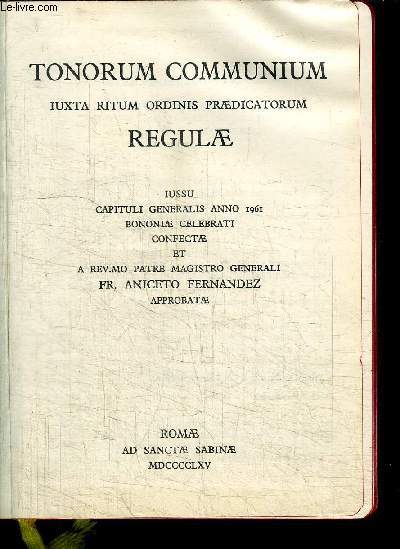 © Le-livre.com
TONORUM COMMUNIUM
IUXTA RITUM ORDINIS PRÆDICATORUM
REGULÆ
IUSSU
CAPITULI GENERALIS ANNO 1961
BONONIÆ CELEBRATI
CONFECTÆ
ET
A REV.MO PATRE MAGISTRO GENERALI
FR. ANICETO FERNANDEZ
APPROBATÆ
ROMÆ
AD SANCTÆ SABINÆ
MDCCCCLXV